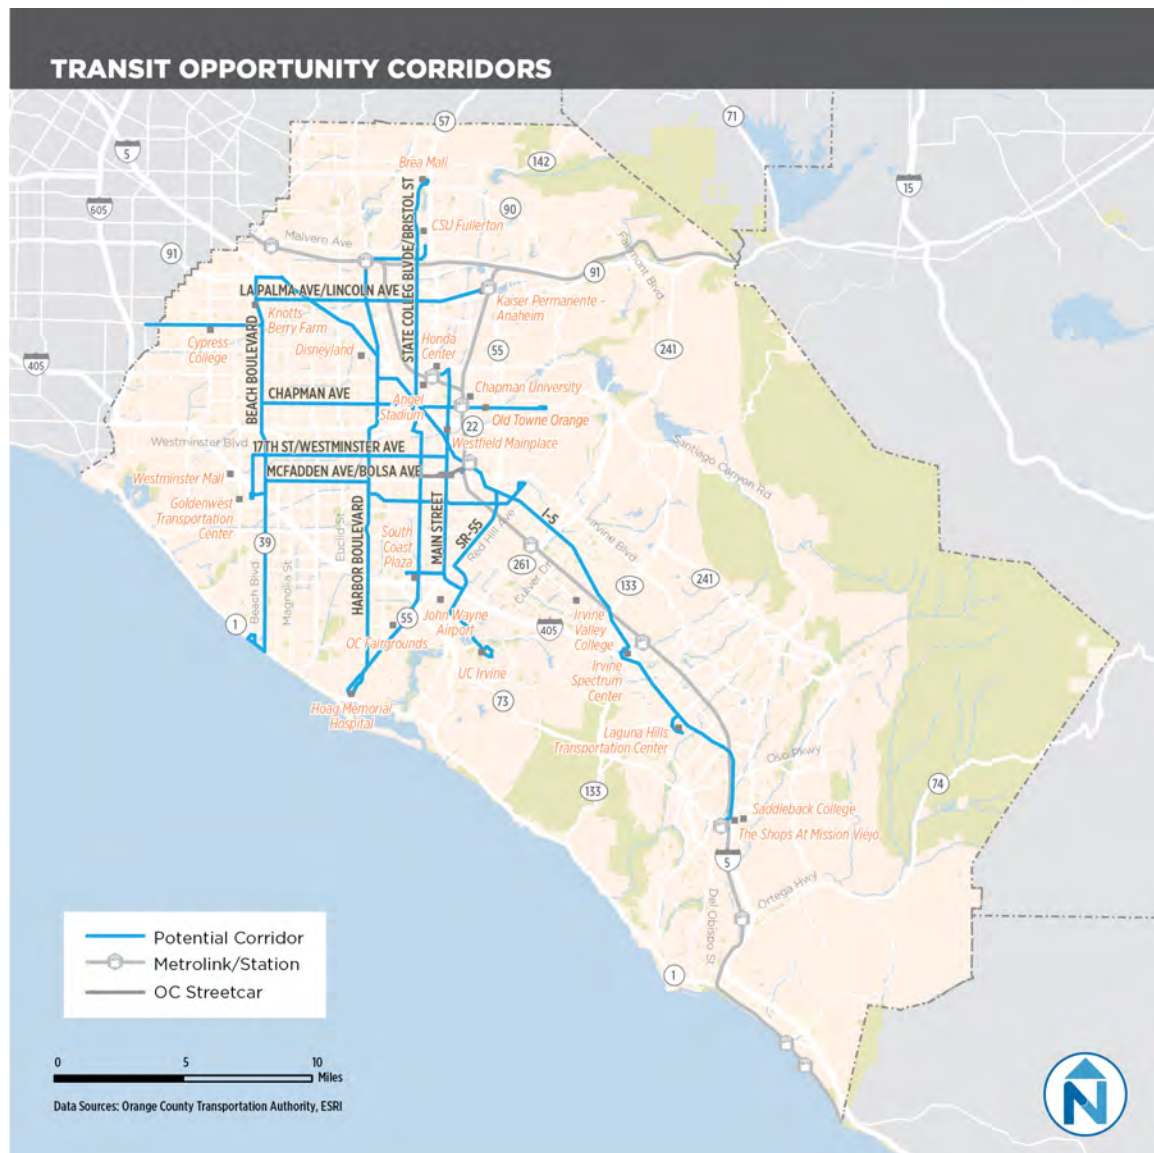 TRANSIT OPPORTUNITY CORRIDORS
57
71
5
142
15
Brea Mall
605
90
CSU Fullerton
Malvern Ave
91
91
Fairmont Blvd
STATE COLLEG BLVDE/BRISTOL ST
LA PALMA AVE/LINCOLN AVE
Kaiser Permanente -
Anaheim
Knotts
Berry Farm
Cypress
College
Disneyland
Honda
Center
55
241
405
BEACH BOULEVARD
CHAPMAN AVE
Chapman University
Angel
Stadium
Old Towne Orange
22
Westminster Blvd
17TH ST/WESTMINSTER AVE
Westfield Mainplace
Santiago Canyon Rd
MCFADDEN AVE/BOLSA AVE
Westminster Mall
Goldenwest
Transportation
Center
HARBOR BOULEVARD
MAIN STREET
SR-55
I-5
Red Hill Ave
Irvine Blvd
Euclid St
39
South
Coast
Plaza
261
Culver Dr
133
241
Beach Blvd
Magnolia St
1
55
John Wayne
Airport
405
Irvine
Valley
College
OC Fairgrounds
UC Irvine
Irvine
Spectrum
Center
73
Hoag Memorial
Hospital
Laguna Hills
Transportation Center
Oso Pkwy
133
74
Saddleback College
The Shops At Mission Viejo
5
Ortega Hwy
Del Obispo St
1
Potential Corridor
Metrolink/Station
OC Streetcar
0 5 10
Miles
Data Sources: Orange County Transportation Authority, ESRI
N